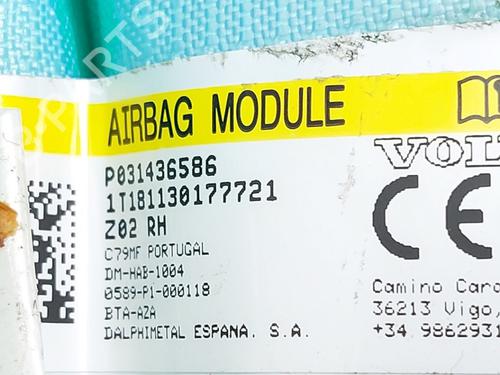 AIRBAG MODULE
P031436586
1T181130177721
Z02 RH
C79MF PORTUGAL
DM-HAB-1004
0589-P1-000118
BTA-AZA
DALPHIMETAL ESPANA. S.A.
VOL
CE
Camino Cara
36213 Vigo,
+34 9862931